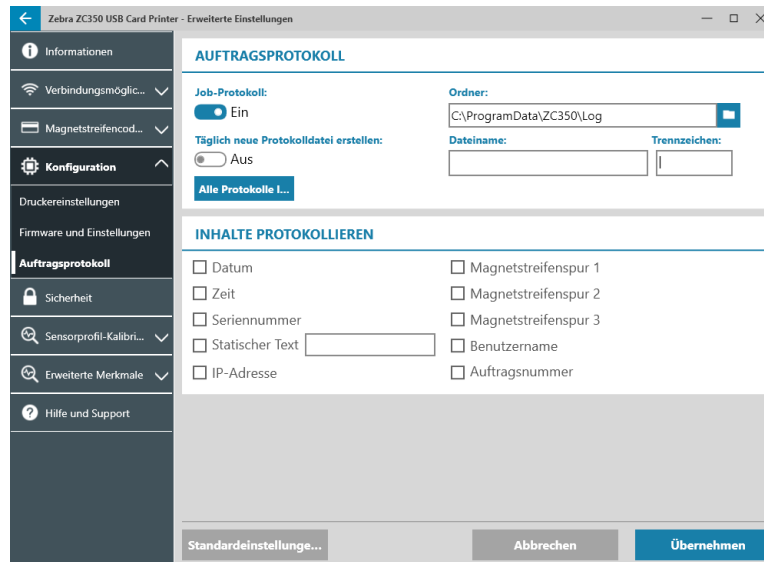 Zebra ZC350 USB Card Printer - Erweiterte Einstellungen
Informationen
Verbindungsmöglic...
Magnetstreifencod...
Konfiguration
Druckereinstellungen
Firmware und Einstellungen
Auftragsprotokoll
Sicherheit
Sensorprofil-Kalibri...
Erweiterte Merkmale
Hilfe und Support
AUFTRAGSPROTOKOLL
Job-Protokoll:
Ein
Ordner:
C:\ProgramData\ZC350\Log
Täglich neue Protokolldatei erstellen:
Aus
Dateiname:
Trennzeichen:
|
Alle Protokolle l...
INHALTE PROTOKOLLIEREN
Datum
Zeit
Seriennummer
Statischer Text
IP-Adresse
Magnetstreifenspur 1
Magnetstreifenspur 2
Magnetstreifenspur 3
Benutzername
Auftragsnummer
Standardeinstellunge...
Abbrechen
Übernehmen